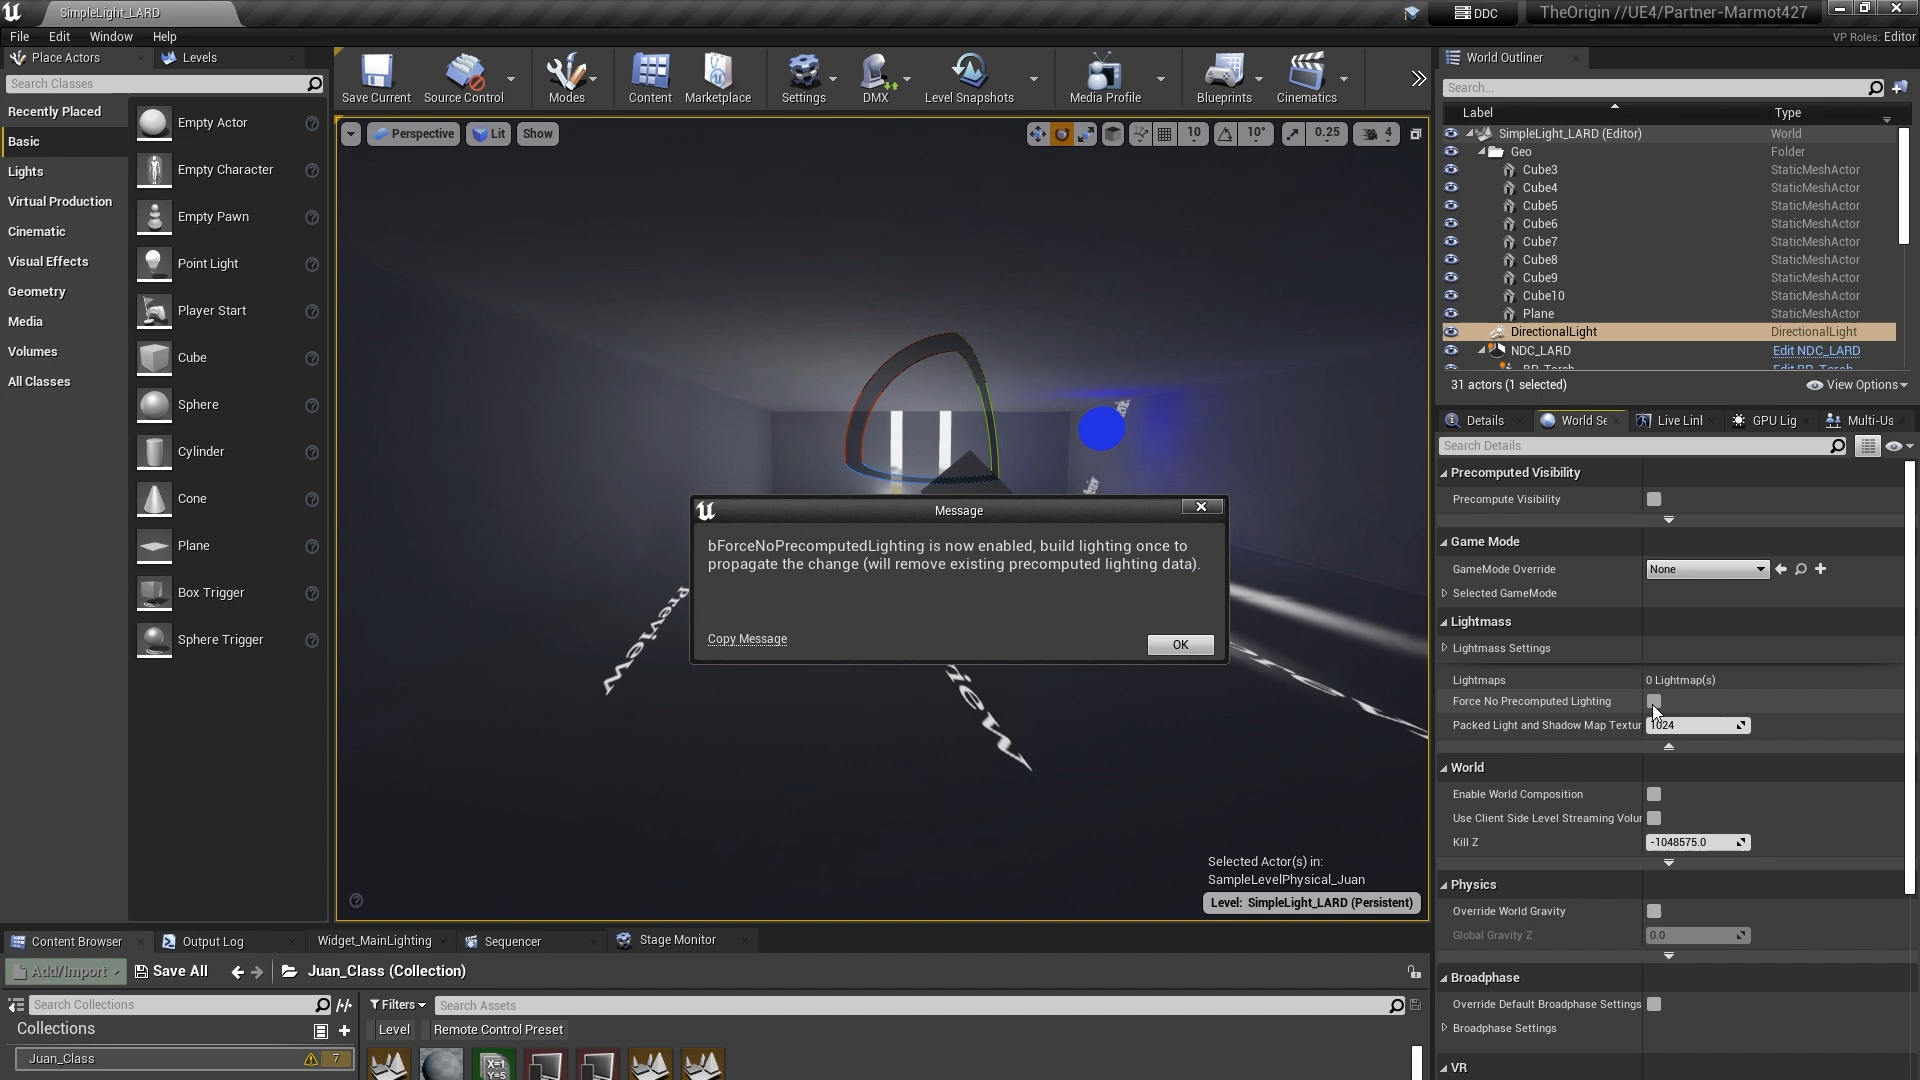 SimpleLight_LARD
DDC
TheOrigin //UE4/Partner-Marmot427
File Edit Window Help
VP Roles: Editor
Place Actors
Levels
Search Classes
Recently Placed
Basic
Lights
Virtual Production
Cinematic
Visual Effects
Geometry
Media
Volumes
All Classes
Empty Actor
Empty Character
Empty Pawn
Point Light
Player Start
Cube
Sphere
Cylinder
Cone
Plane
Box Trigger
Sphere Trigger
Save Current
Source Control
Modes
Content
Marketplace
Settings
DMX
Level Snapshots
Media Profile
Blueprints
Cinematics
Perspective
Lit
Show
10
10°
0.25
4
Preview
Message
bForceNoPrecomputedLighting is now enabled, build lighting once to
propagate the change (will remove existing precomputed lighting data).
Copy Message
OK
Selected Actor(s) in:
SampleLevelPhysical_Juan
Level: SimpleLight_LARD (Persistent)
World Outliner
Search...
Label Type
SimpleLight_LARD (Editor) World
Geo Folder
Cube3 StaticMeshActor
Cube4 StaticMeshActor
Cube5 StaticMeshActor
Cube6 StaticMeshActor
Cube7 StaticMeshActor
Cube8 StaticMeshActor
Cube9 StaticMeshActor
Cube10 StaticMeshActor
Plane StaticMeshActor
DirectionalLight DirectionalLight
NDC_LARD Edit NDC_LARD
BP_Torch Edit BP_Torch
31 actors (1 selected)
View Options
Details
World Se
Live Linl
GPU Lig
Multi-Us
Search Details
Precomputed Visibility
Precompute Visibility
Game Mode
GameMode Override None
Selected GameMode
Lightmass
Lightmass Settings
Lightmaps 0 Lightmap(s)
Force No Precomputed Lighting
Packed Light and Shadow Map Textur 1024
World
Enable World Composition
Use Client Side Level Streaming Volur
Kill Z -1048575.0
Physics
Override World Gravity
Global Gravity Z 0.0
Broadphase
Override Default Broadphase Settings
Broadphase Settings
VR
Content Browser
Output Log
Widget_MainLighting
Sequencer
Stage Monitor
Add/Import
Save All
Juan_Class (Collection)
Search Collections
Filters
Search Assets
Collections
Level
Remote Control Preset
Juan_Class 7
X=1
Y=5